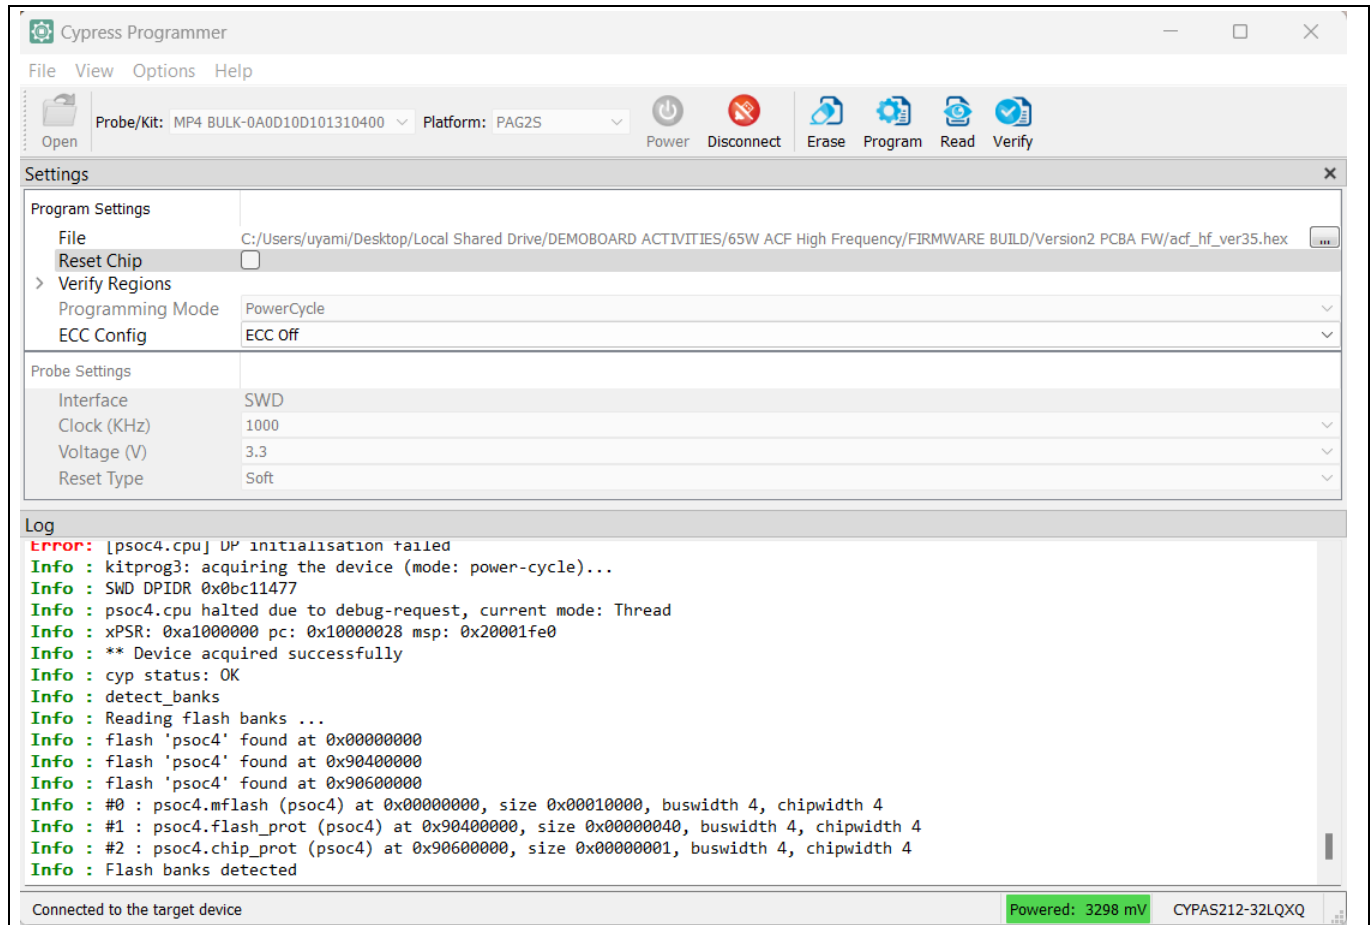 Cypress Programmer
File View Options Help
Open Probe/Kit: MP4 BULK-0A0D10D101310400 Platform: PAG2S Power Disconnect Erase Program Read Verify
Settings
Program Settings
File C:/Users/uyami/Desktop/Local Shared Drive/DEMOBOARD ACTIVITIES/65W ACF High Frequency/FIRMWARE BUILD/Version2 PCBA FW/acf_hf_ver35.hex ...
Reset Chip
Verify Regions
Programming Mode PowerCycle
ECC Config ECC Off
Probe Settings
Interface SWD
Clock (KHz) 1000
Voltage (V) 3.3
Reset Type Soft
Log
Error: [psoc4.cpu] DP initialisation failed
Info : kitprog3: acquiring the device (mode: power-cycle)...
Info : SWD DPIDR 0x0bc11477
Info : psoc4.cpu halted due to debug-request, current mode: Thread
Info : xPSR: 0xa1000000 pc: 0x10000028 msp: 0x20001fe0
Info : ** Device acquired successfully
Info : cyp status: OK
Info : detect_banks
Info : Reading flash banks ...
Info : flash 'psoc4' found at 0x00000000
Info : flash 'psoc4' found at 0x90400000
Info : flash 'psoc4' found at 0x90600000
Info : #0 : psoc4.mflash (psoc4) at 0x00000000, size 0x00010000, buswidth 4, chipwidth 4
Info : #1 : psoc4.flash_prot (psoc4) at 0x90400000, size 0x00000040, buswidth 4, chipwidth 4
Info : #2 : psoc4.chip_prot (psoc4) at 0x90600000, size 0x00000001, buswidth 4, chipwidth 4
Info : Flash banks detected
Connected to the target device Powered: 3298 mV CYPAS212-32LQXQ